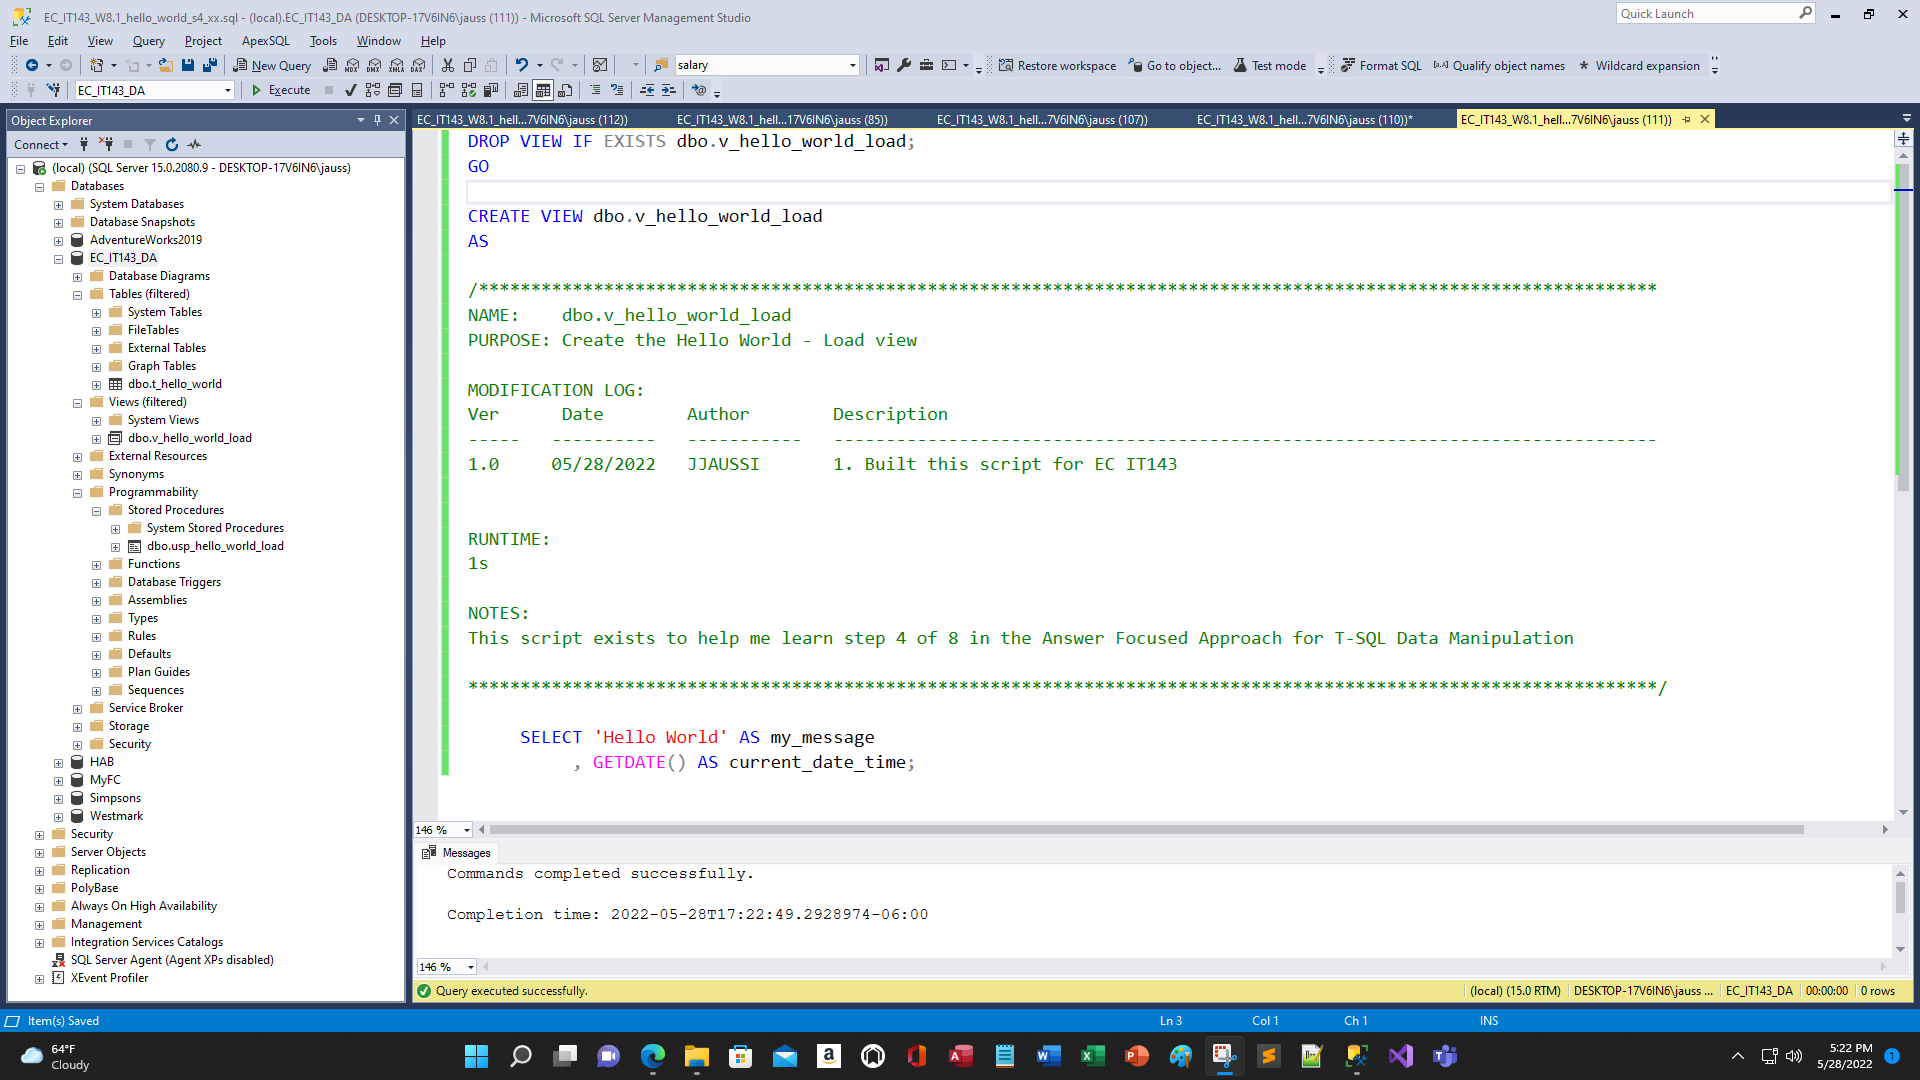 EC_IT143_W8.1_hello_world_s4_xx.sql - (local).EC_IT143_DA (DESKTOP-17V6IN6\jauss (111)) - Microsoft SQL Server Management Studio
Quick Launch
File Edit View Query Project ApexSQL Tools Window Help
New Query
salary
Restore workspace Go to object... Test mode Format SQL Qualify object names Wildcard expansion
EC_IT143_DA Execute
Object Explorer
Connect
(local) (SQL Server 15.0.2080.9 - DESKTOP-17V6IN6\jauss)
Databases
System Databases
Database Snapshots
AdventureWorks2019
EC_IT143_DA
Database Diagrams
Tables (filtered)
System Tables
FileTables
External Tables
Graph Tables
dbo.t_hello_world
Views (filtered)
System Views
dbo.v_hello_world_load
External Resources
Synonyms
Programmability
Stored Procedures
System Stored Procedures
dbo.usp_hello_world_load
Functions
Database Triggers
Assemblies
Types
Rules
Defaults
Plan Guides
Sequences
Service Broker
Storage
Security
HAB
MyFC
Simpsons
Westmark
Security
Server Objects
Replication
PolyBase
Always On High Availability
Management
Integration Services Catalogs
SQL Server Agent (Agent XPs disabled)
XEvent Profiler
EC_IT143_W8.1_hell...7V6IN6\jauss (112)) EC_IT143_W8.1_hell...17V6IN6\jauss (85)) EC_IT143_W8.1_hell...7V6IN6\jauss (107)) EC_IT143_W8.1_hell...7V6IN6\jauss (110))* EC_IT143_W8.1_hell...7V6IN6\jauss (111))
DROP VIEW IF EXISTS dbo.v_hello_world_load;
GO
CREATE VIEW dbo.v_hello_world_load
AS
/*****************************************************************************************************************
NAME: dbo.v_hello_world_load
PURPOSE: Create the Hello World - Load view
MODIFICATION LOG:
Ver Date Author Description
----- ---------- ----------- -------------------------------------------------------------------------------
1.0 05/28/2022 JJAUSSI 1. Built this script for EC IT143
RUNTIME:
1s
NOTES:
This script exists to help me learn step 4 of 8 in the Answer Focused Approach for T-SQL Data Manipulation
******************************************************************************************************************/
SELECT 'Hello World' AS my_message
, GETDATE() AS current_date_time;
146 %
Messages
Commands completed successfully.
Completion time: 2022-05-28T17:22:49.2928974-06:00
146 %
Query executed successfully. (local) (15.0 RTM) DESKTOP-17V6IN6\jauss ... EC_IT143_DA 00:00:00 0 rows
Item(s) Saved Ln 3 Col 1 Ch 1 INS
64°F
Cloudy
5:22 PM
5/28/2022
1